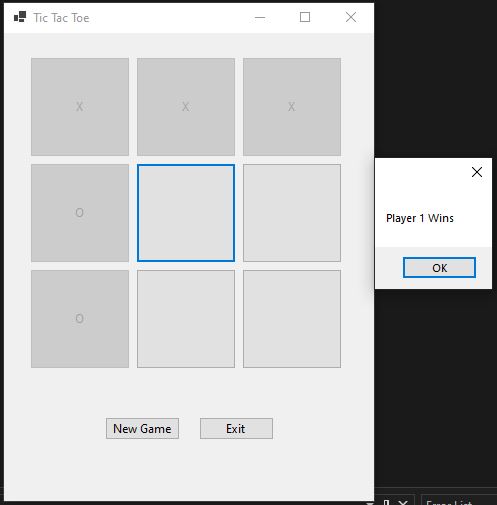 Tic Tac Toe
X X X
O
Player 1 Wins
OK
O
New Game Exit
Error List